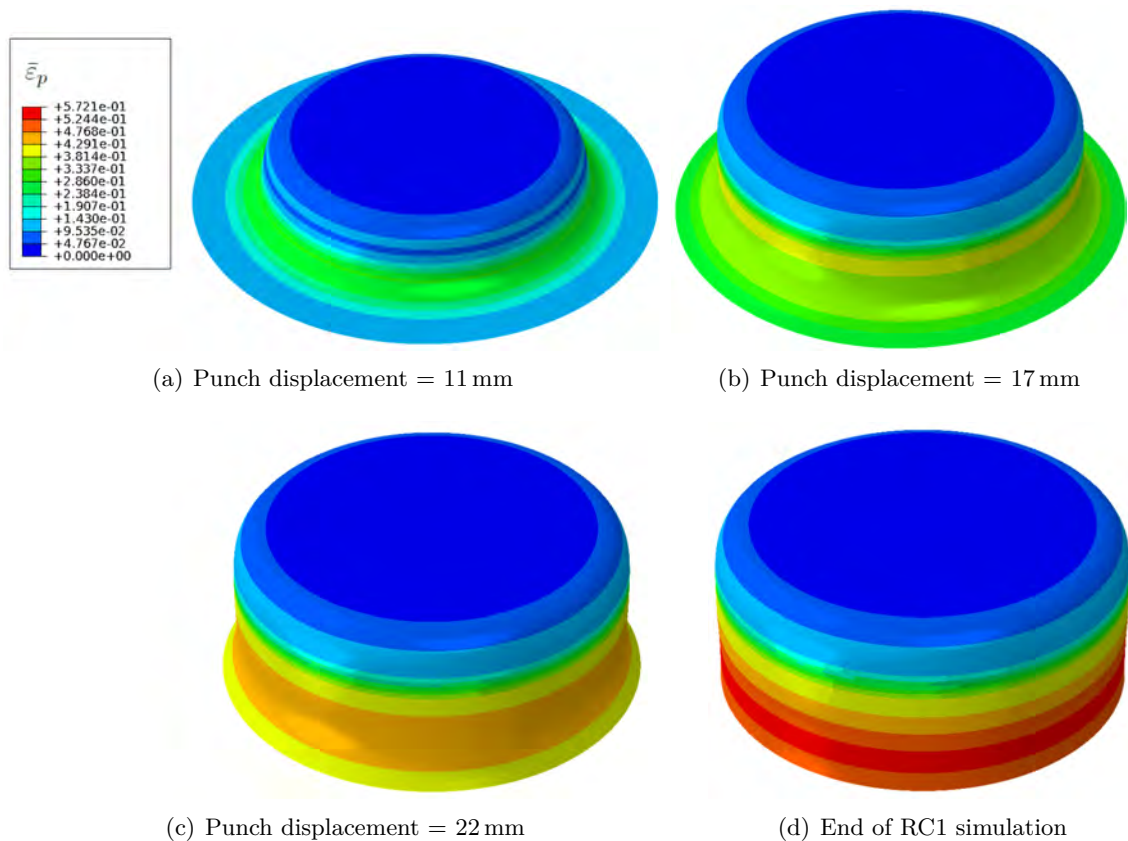 ε̄ₚ
+5.721e-01
+5.244e-01
+4.768e-01
+4.291e-01
+3.814e-01
+3.337e-01
+2.860e-01
+2.384e-01
+1.907e-01
+1.430e-01
+9.535e-02
+4.767e-02
+0.000e+00
(a) Punch displacement = 11 mm
(b) Punch displacement = 17 mm
(c) Punch displacement = 22 mm
(d) End of RC1 simulation